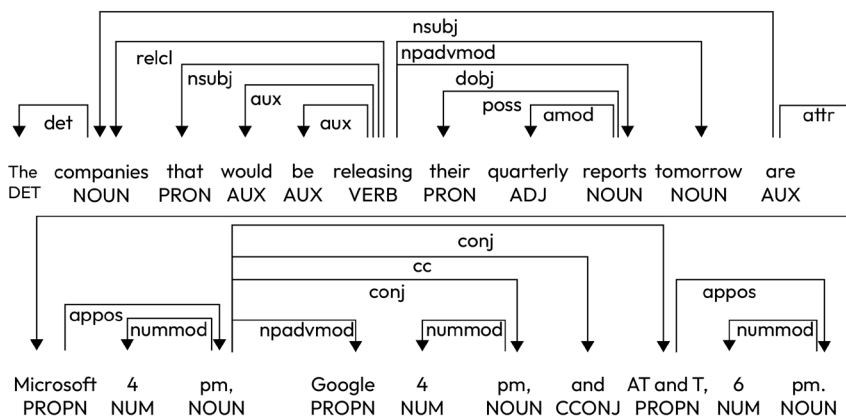 nsubj
npadvmod
relcl
nsubj dobj
aux poss amod
det aux attr
The companies that would be releasing their quarterly reports tomorrow are
DET NOUN PRON AUX AUX VERB PRON ADJ NOUN NOUN AUX
conj
cc
conj appos
appos nummod npadvmod nummod nummod
Microsoft 4 pm, Google 4 pm, and AT and T, 6 pm.
PROPN NUM NOUN PROPN NUM NOUN CCONJ PROPN NUM NOUN